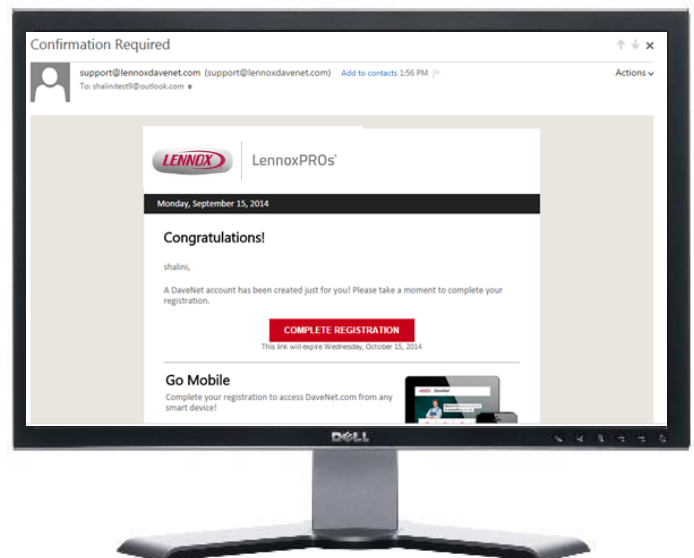 Confirmation Required
support@lennoxdavenet.com (support@lennoxdavenet.com) Add to contacts 1:56 PM
Actions
To: shalinitest9@outlook.com
LENNOX LennoxPROs
Monday, September 15, 2014
Congratulations!
shalini,
A DaveNet account has been created just for you! Please take a moment to complete your
registration.
COMPLETE REGISTRATION
This link will expire Wednesday, October 15, 2014
Go Mobile
Complete your registration to access DaveNet.com from any
smart device!
DELL